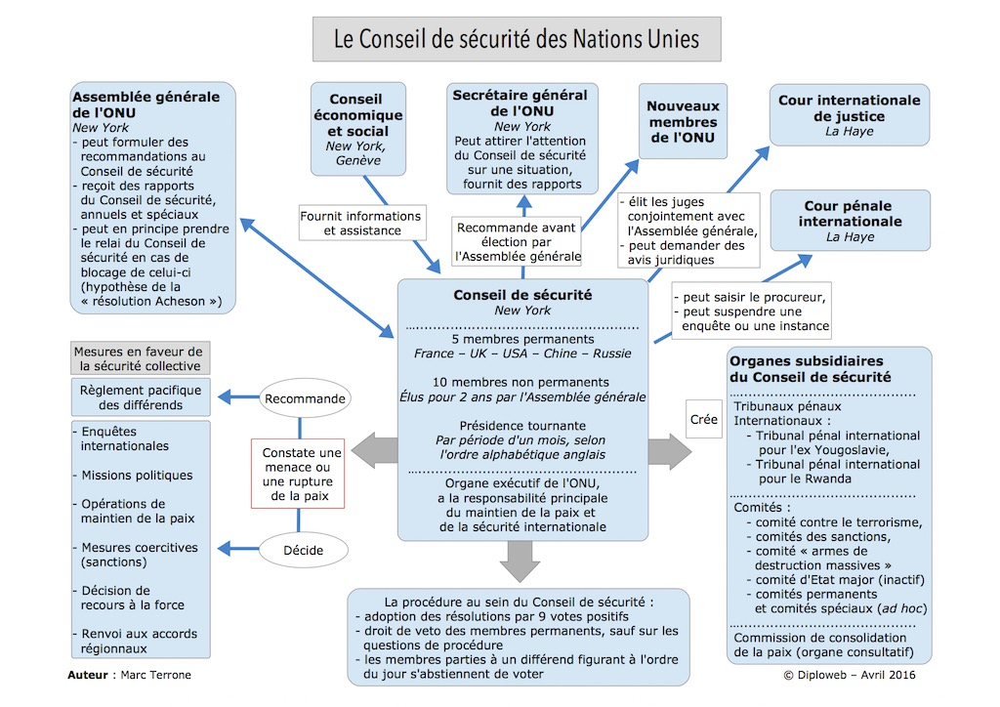 Le Conseil de sécurité des Nations Unies
Assemblée générale
de l'ONU
New York
- peut formuler des
recommandations au
Conseil de sécurité
- reçoit des rapports
du Conseil de sécurité,
annuels et spéciaux
- peut en principe prendre
le relai du Conseil de
sécurité en cas de
blocage de celui-ci
(hypothèse de la
« résolution Acheson »)
Conseil
économique
et social
New York,
Genève
Secrétaire général
de l'ONU
New York
Peut attirer l'attention
du Conseil de sécurité
sur une situation,
fournit des rapports
Nouveaux
membres
de l'ONU
Cour internationale
de justice
La Haye
Cour pénale
internationale
La Haye
Fournit informations
et assistance
Recommande avant
élection par
l'Assemblée générale
- élit les juges
conjointement avec
l'Assemblée générale,
- peut demander des
avis juridiques
- peut saisir le procureur,
- peut suspendre une
enquête ou une instance
Conseil de sécurité
New York
5 membres permanents
France – UK – USA – Chine – Russie
10 membres non permanents
Élus pour 2 ans par l'Assemblée générale
Présidence tournante
Par période d'un mois, selon
l'ordre alphabétique anglais
Organe exécutif de l'ONU,
a la responsabilité principale
du maintien de la paix et
de la sécurité internationale
Mesures en faveur de
la sécurité collective
Règlement pacifique
des différends
- Enquêtes
internationales
- Missions politiques
- Opérations de
maintien de la paix
- Mesures coercitives
(sanctions)
- Décision de
recours à la force
- Renvoi aux accords
régionnaux
Recommande
Constate une
menace ou
une rupture
de la paix
Décide
Crée
Organes subsidiaires
du Conseil de sécurité
Tribunaux pénaux
Internationaux :
- Tribunal pénal international
pour l'ex Yougoslavie,
- Tribunal pénal international
pour le Rwanda
Comités :
- comité contre le terrorisme,
- comités des sanctions,
- comité « armes de
destruction massives »
- comité d'Etat major (inactif)
- comités permanents
et comités spéciaux (ad hoc)
Commission de consolidation
de la paix (organe consultatif)
La procédure au sein du Conseil de sécurité :
- adoption des résolutions par 9 votes positifs
- droit de veto des membres permanents, sauf sur les
questions de procédure
- les membres parties à un différend figurant à l'ordre
du jour s'abstiennent de voter
Auteur : Marc Terrone
© Diploweb – Avril 2016